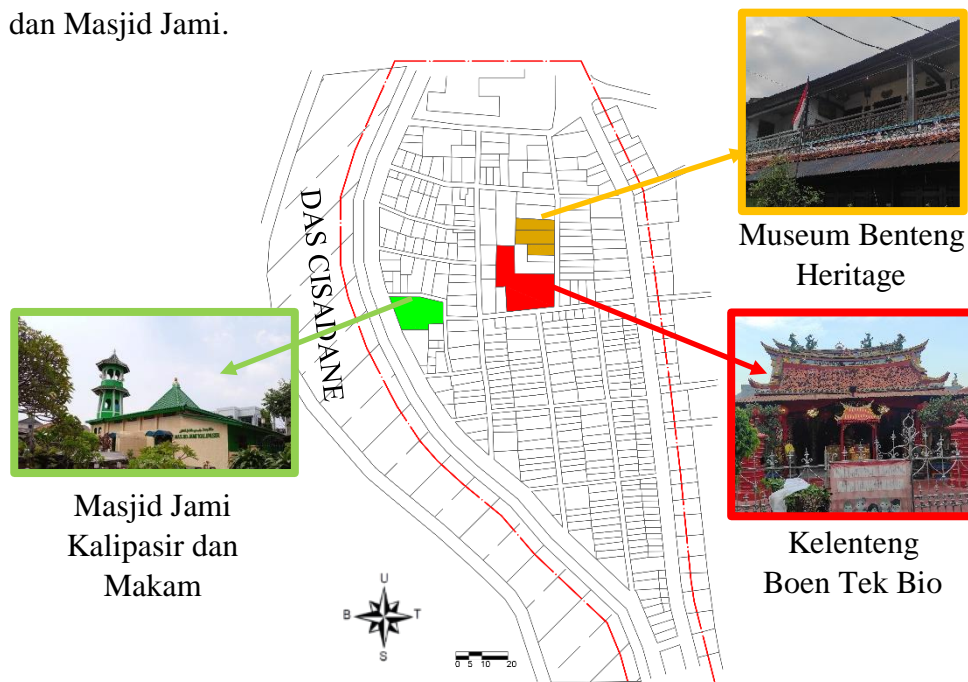 dan Masjid Jami.
Museum Benteng
Heritage
DAS CISADANE
Masjid Jami
Kalipasir dan
Makam
Kelenteng
Boen Tek Bio
U
B T
S
0 5 10 20